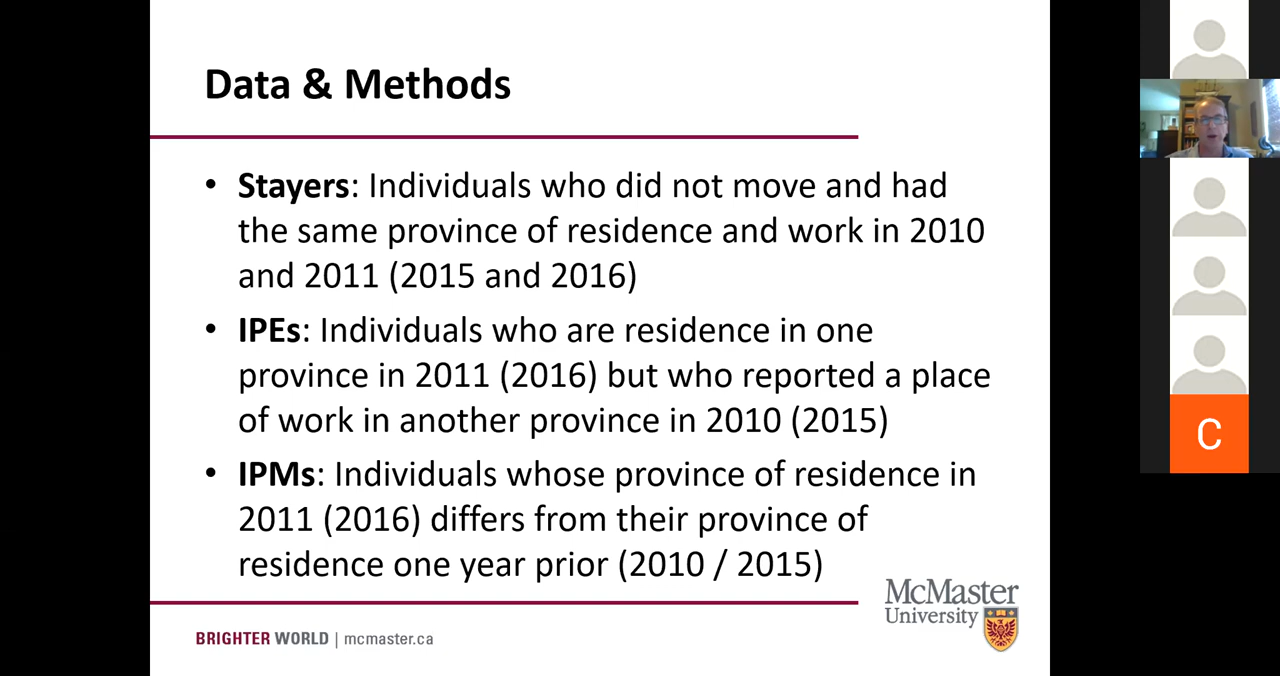 Data & Methods
• Stayers: Individuals who did not move and had
the same province of residence and work in 2010
and 2011 (2015 and 2016)
• IPEs: Individuals who are residence in one
province in 2011 (2016) but who reported a place
of work in another province in 2010 (2015)
• IPMs: Individuals whose province of residence in
2011 (2016) differs from their province of
residence one year prior (2010 / 2015)
BRIGHTER WORLD | mcmaster.ca
McMaster
University
C